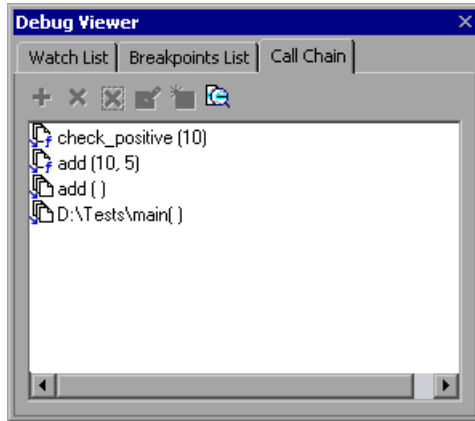 Debug Viewer
Watch List Breakpoints List Call Chain
check_positive (10)
add (10, 5)
add ( )
D:\Tests\main( )